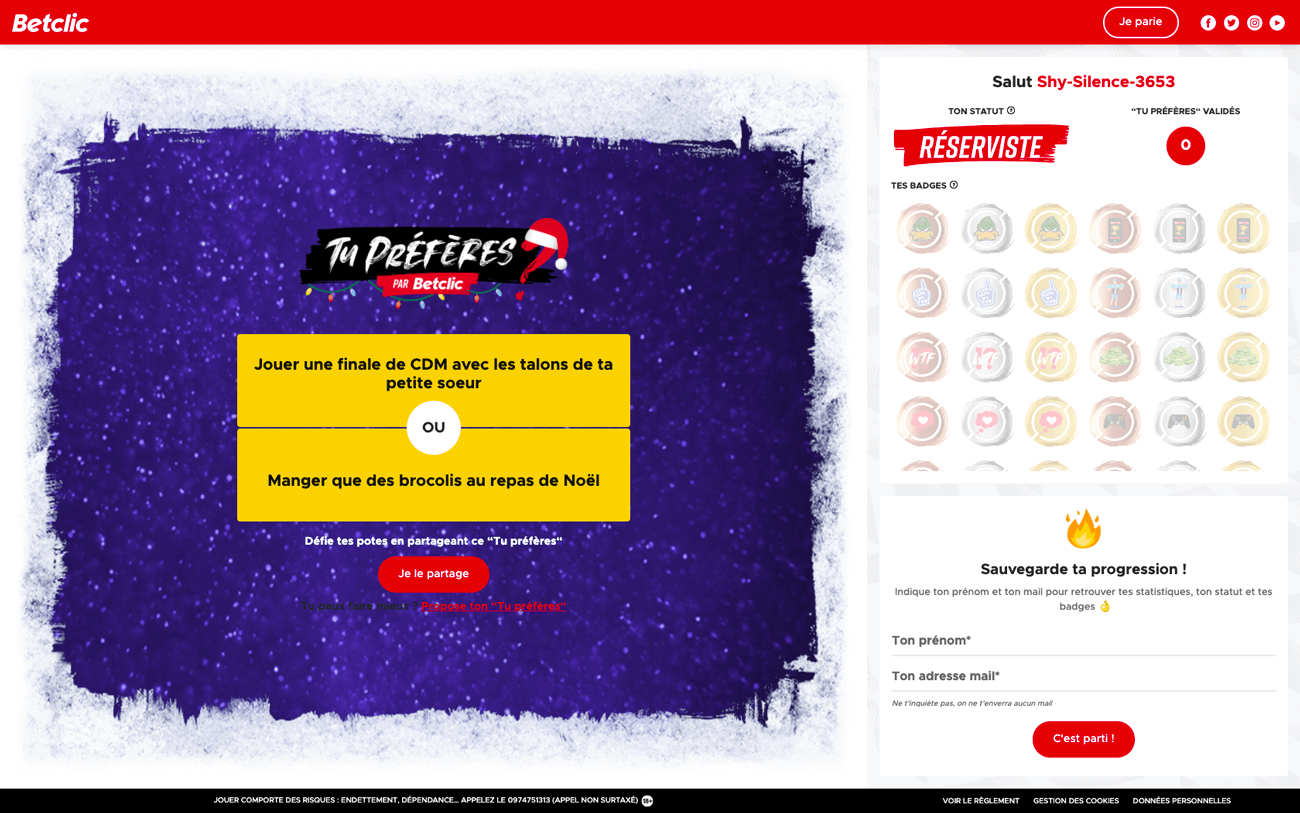 Betclic
Je parie
TU PRÉFÈRES ?
PAR Betclic
Jouer une finale de CDM avec les talons de ta
petite soeur
OU
Manger que des brocolis au repas de Noël
Défie tes potes en partageant ce "Tu préfères"
Je le partage
Tu peux faire mieux ? Propose ton "Tu préfères"
Salut Shy-Silence-3653
TON STATUT
RÉSERVISTE
"TU PRÉFÈRES" VALIDÉS
0
TES BADGES
WTF
Sauvegarde ta progression !
Indique ton prénom et ton mail pour retrouver tes statistiques, ton statut et tes
badges 👌
Ton prénom*
Ton adresse mail*
Ne t'inquiéte pas, on ne t'enverra aucun mail
C'est parti !
JOUER COMPORTE DES RISQUES : ENDETTEMENT, DÉPENDANCE... APPELEZ LE 0974751313 (APPEL NON SURTAXÉ) 18+
VOIR LE RÈGLEMENT GESTION DES COOKIES DONNÉES PERSONNELLES